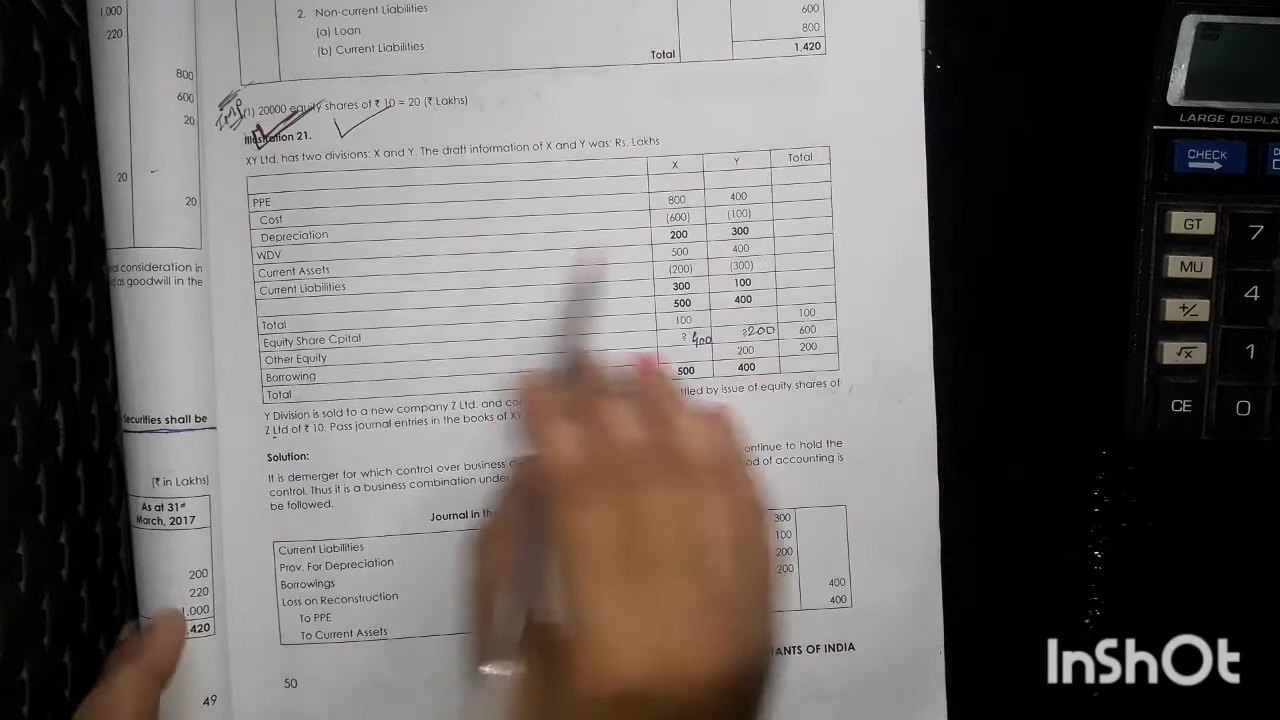 1,000
220
800
600
20
20
20
d consideration in
d as goodwill in the
Securities shall be
(₹ in Lakhs)
As at 31st
March, 2017
200
220
1,000
,420
49
2. Non-current Liabilities
(a) Loan 600
(b) Current Liabilities 800
Total 1,420
Imp (1) 20000 equity shares of ₹ 10 = 20 (₹ Lakhs)
Illustration 21.
XY Ltd. has two divisions: X and Y. The draft information of X and Y was: Rs. Lakhs
X Y Total
PPE
Cost 800 400
Depreciation (600) (100)
WDV 200 300
Current Assets 500 400
Current Liabilities (200) (300)
300 100
Total 500 400
Equity Share Cpital 100 100
Other Equity ? 400 ?200 600
Borrowing 200 200
Total 500 400
Y Division is sold to a new company Z Ltd. and co ttled by issue of equity shares of
Z Ltd of ₹ 10. Pass journal entries in the books of X
Solution:
It is demerger for which control over business ontinue to hold the
control. Thus it is a business combination unde od of accounting is
be followed.
Journal in th
Current Liabilities 300
Prov. For Depreciation 100
Borrowings 200
Loss on Reconstruction 200
To PPE 400
To Current Assets 400
50
ANTS OF INDIA
LARGE DISPLA
CHECK
GT 7
MU
4
+/-
√x 1
CE 0
InShOt